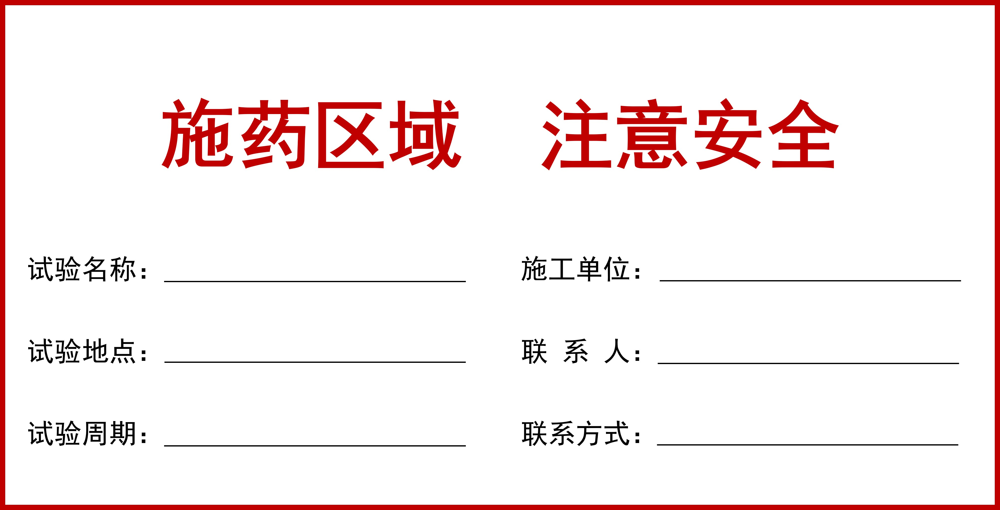 施药区域 注意安全
试验名称： 施工单位：
试验地点： 联 系 人：
试验周期： 联系方式：